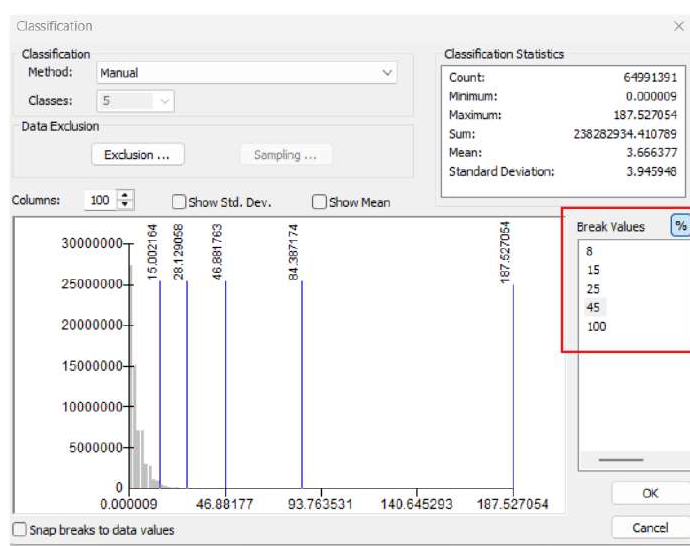 Classification
Classification
Method: Manual
Classes: 5
Data Exclusion
Exclusion ...
Sampling ...
Classification Statistics
Count: 64991391
Minimum: 0.000009
Maximum: 187.527054
Sum: 238282934.410789
Mean: 3.666377
Standard Deviation: 3.945948
Columns: 100
Show Std. Dev.
Show Mean
15.002164
28.129058
46.881763
84.387174
187.527054
30000000
25000000
20000000
15000000
10000000
5000000
0
0.000009 46.88177 93.763531 140.645293 187.527054
Break Values %
8
15
25
45
100
OK
Snap breaks to data values
Cancel